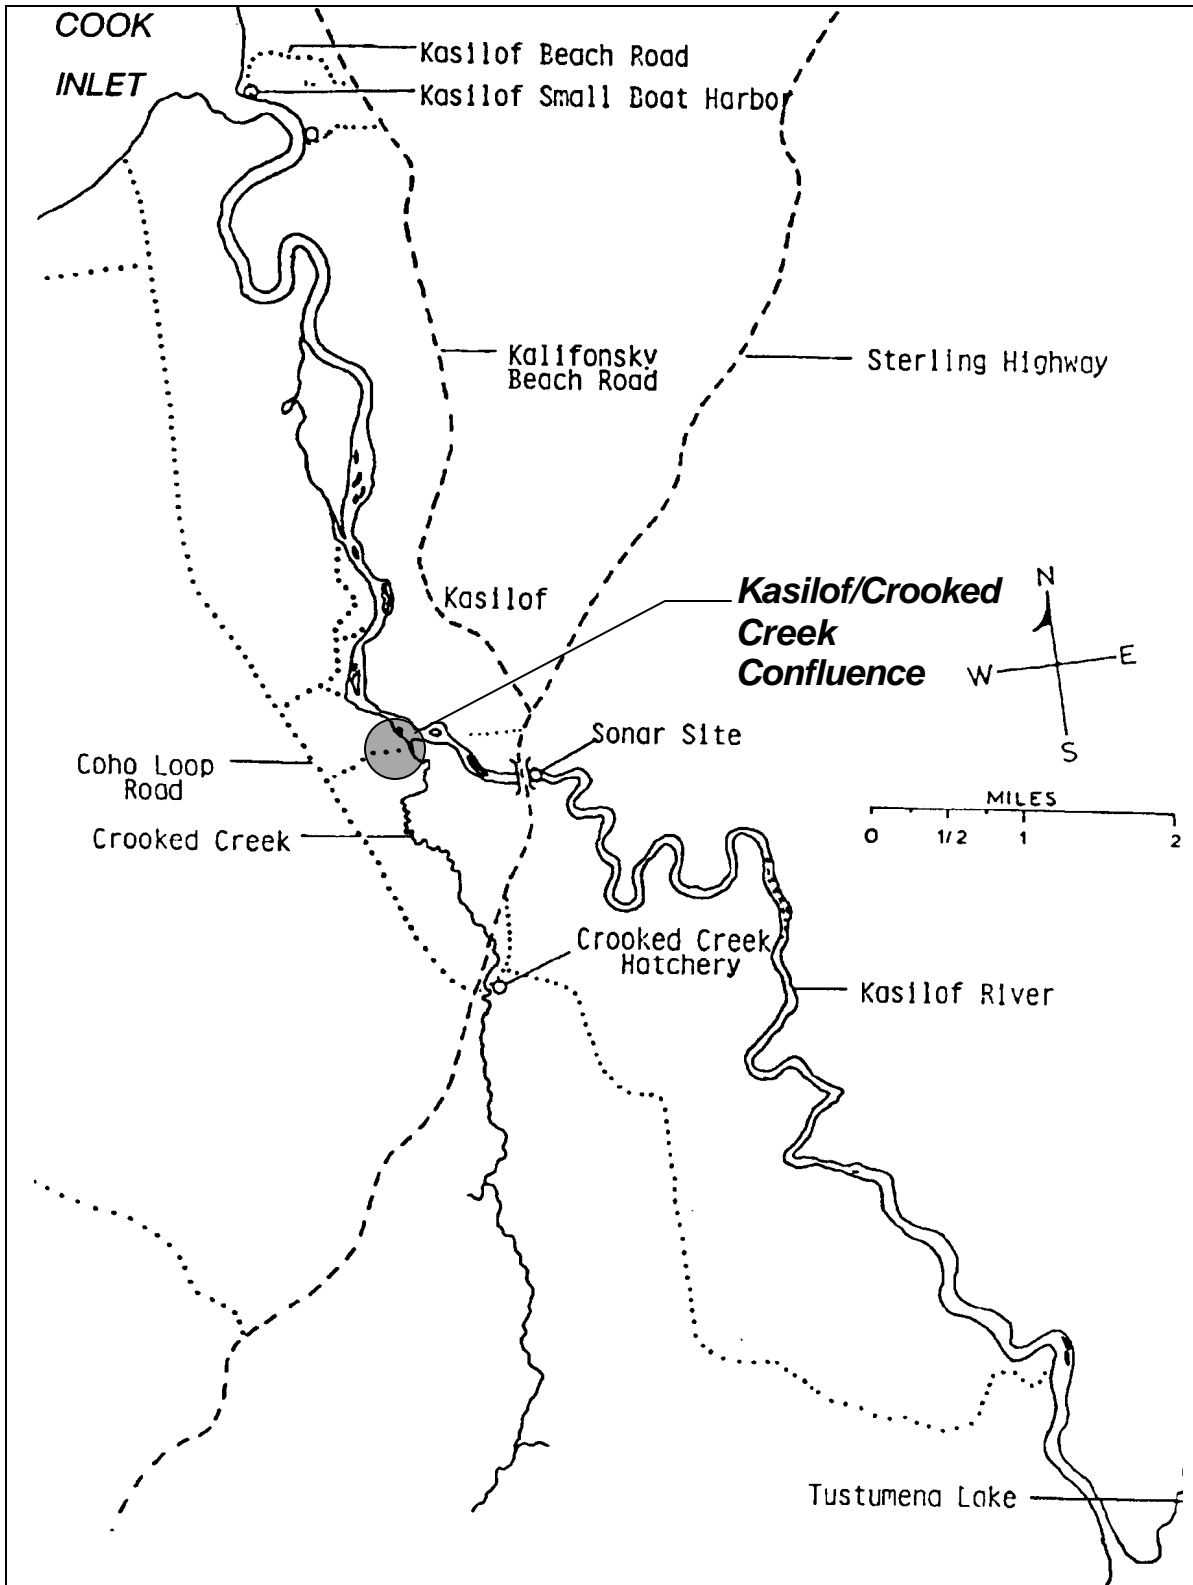 COOK
INLET
Kasilof Beach Road
Kasilof Small Boat Harbor
Kalifonsky
Beach Road
Sterling Highway
Kasilof
Kasilof/Crooked
Creek
Confluence
N
W
E
S
Sonar Site
Coho Loop
Road
MILES
0 1/2 1 2
Crooked Creek
Crooked Creek
Hatchery
Kasilof River
Tustumena Lake